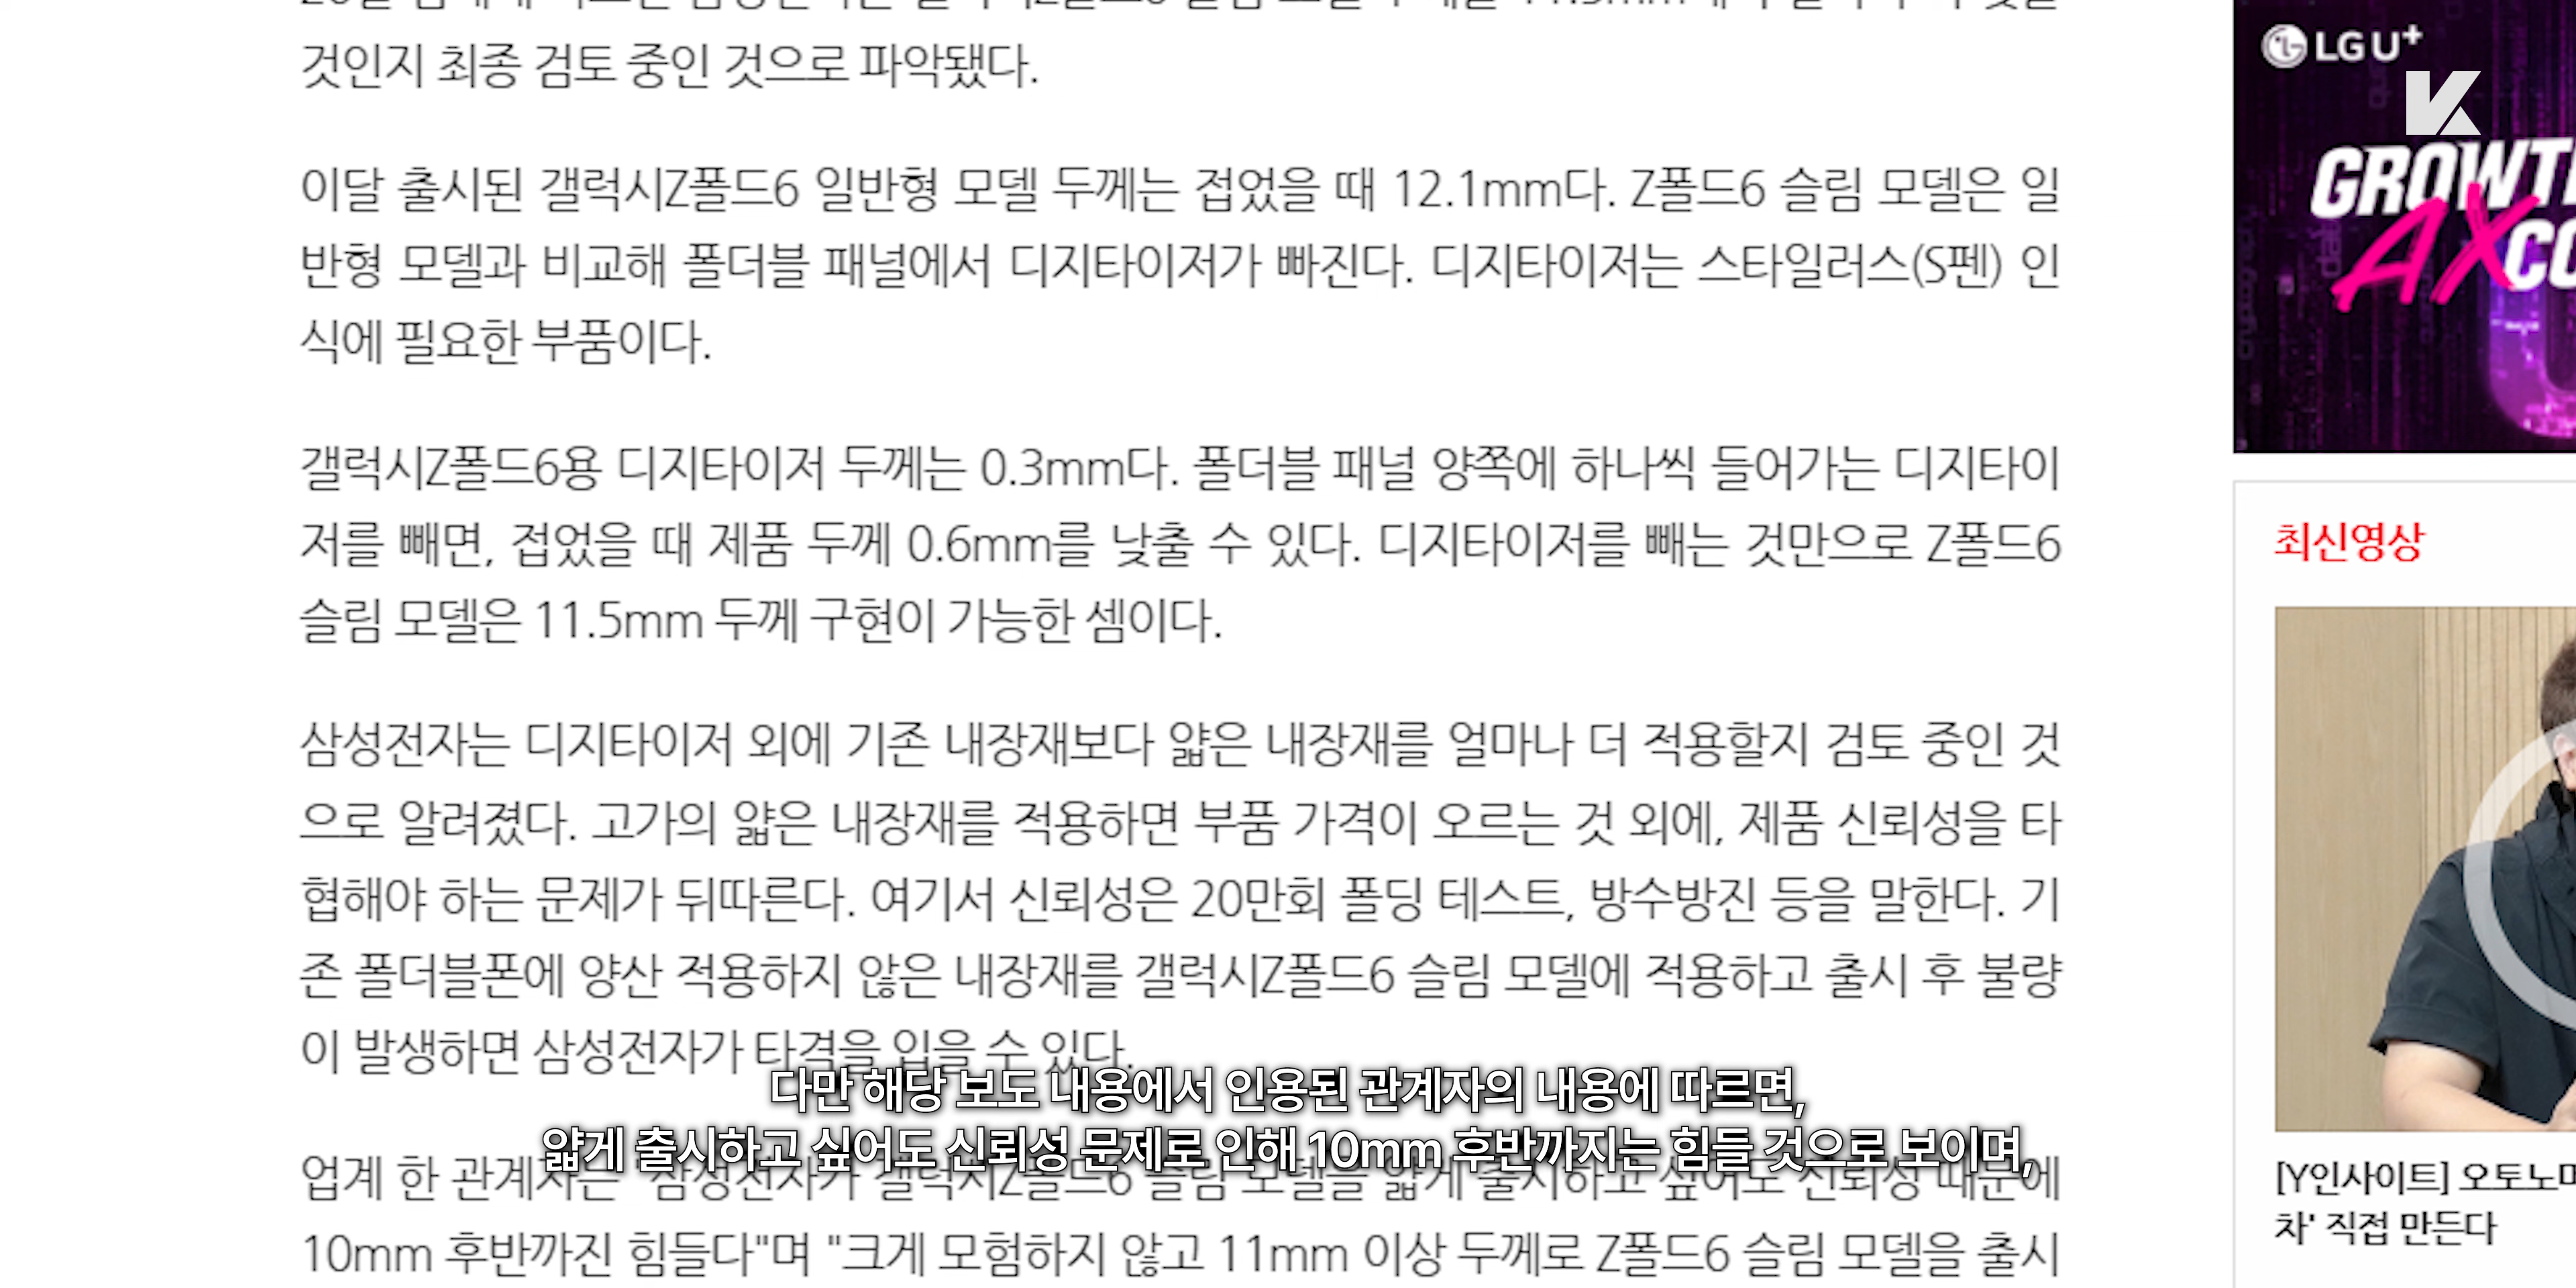 것인지 최종 검토 중인 것으로 파악됐다.
이달 출시된 갤럭시Z폴드6 일반형 모델 두께는 접었을 때 12.1mm다. Z폴드6 슬림 모델은 일
반형 모델과 비교해 폴더블 패널에서 디지타이저가 빠진다. 디지타이저는 스타일러스(S펜) 인
식에 필요한 부품이다.
갤럭시Z폴드6용 디지타이저 두께는 0.3mm다. 폴더블 패널 양쪽에 하나씩 들어가는 디지타이
저를 빼면, 접었을 때 제품 두께 0.6mm를 낮출 수 있다. 디지타이저를 빼는 것만으로 Z폴드6
슬림 모델은 11.5mm 두께 구현이 가능한 셈이다.
삼성전자는 디지타이저 외에 기존 내장재보다 얇은 내장재를 얼마나 더 적용할지 검토 중인 것
으로 알려졌다. 고가의 얇은 내장재를 적용하면 부품 가격이 오르는 것 외에, 제품 신뢰성을 타
협해야 하는 문제가 뒤따른다. 여기서 신뢰성은 20만회 폴딩 테스트, 방수방진 등을 말한다. 기
존 폴더블폰에 양산 적용하지 않은 내장재를 갤럭시Z폴드6 슬림 모델에 적용하고 출시 후 불량
이 발생하면 삼성전자가 타격을 입을 수 있다.
다만 해당 보도 내용에서 인용된 관계자의 내용에 따르면,
얇게 출시하고 싶어도 신뢰성 문제로 인해 10mm 후반까지는 힘들 것으로 보이며,
업계 한 관계자는 "삼성전자가 갤럭시Z폴드6 슬림 모델을 얇게 출시하고 싶어도 신뢰성 때문에
10mm 후반까진 힘들다"며 "크게 모험하지 않고 11mm 이상 두께로 Z폴드6 슬림 모델을 출시
LG U+
GROWT
AX
CO
최신영상
[Y인사이트] 오토노
차' 직접 만든다